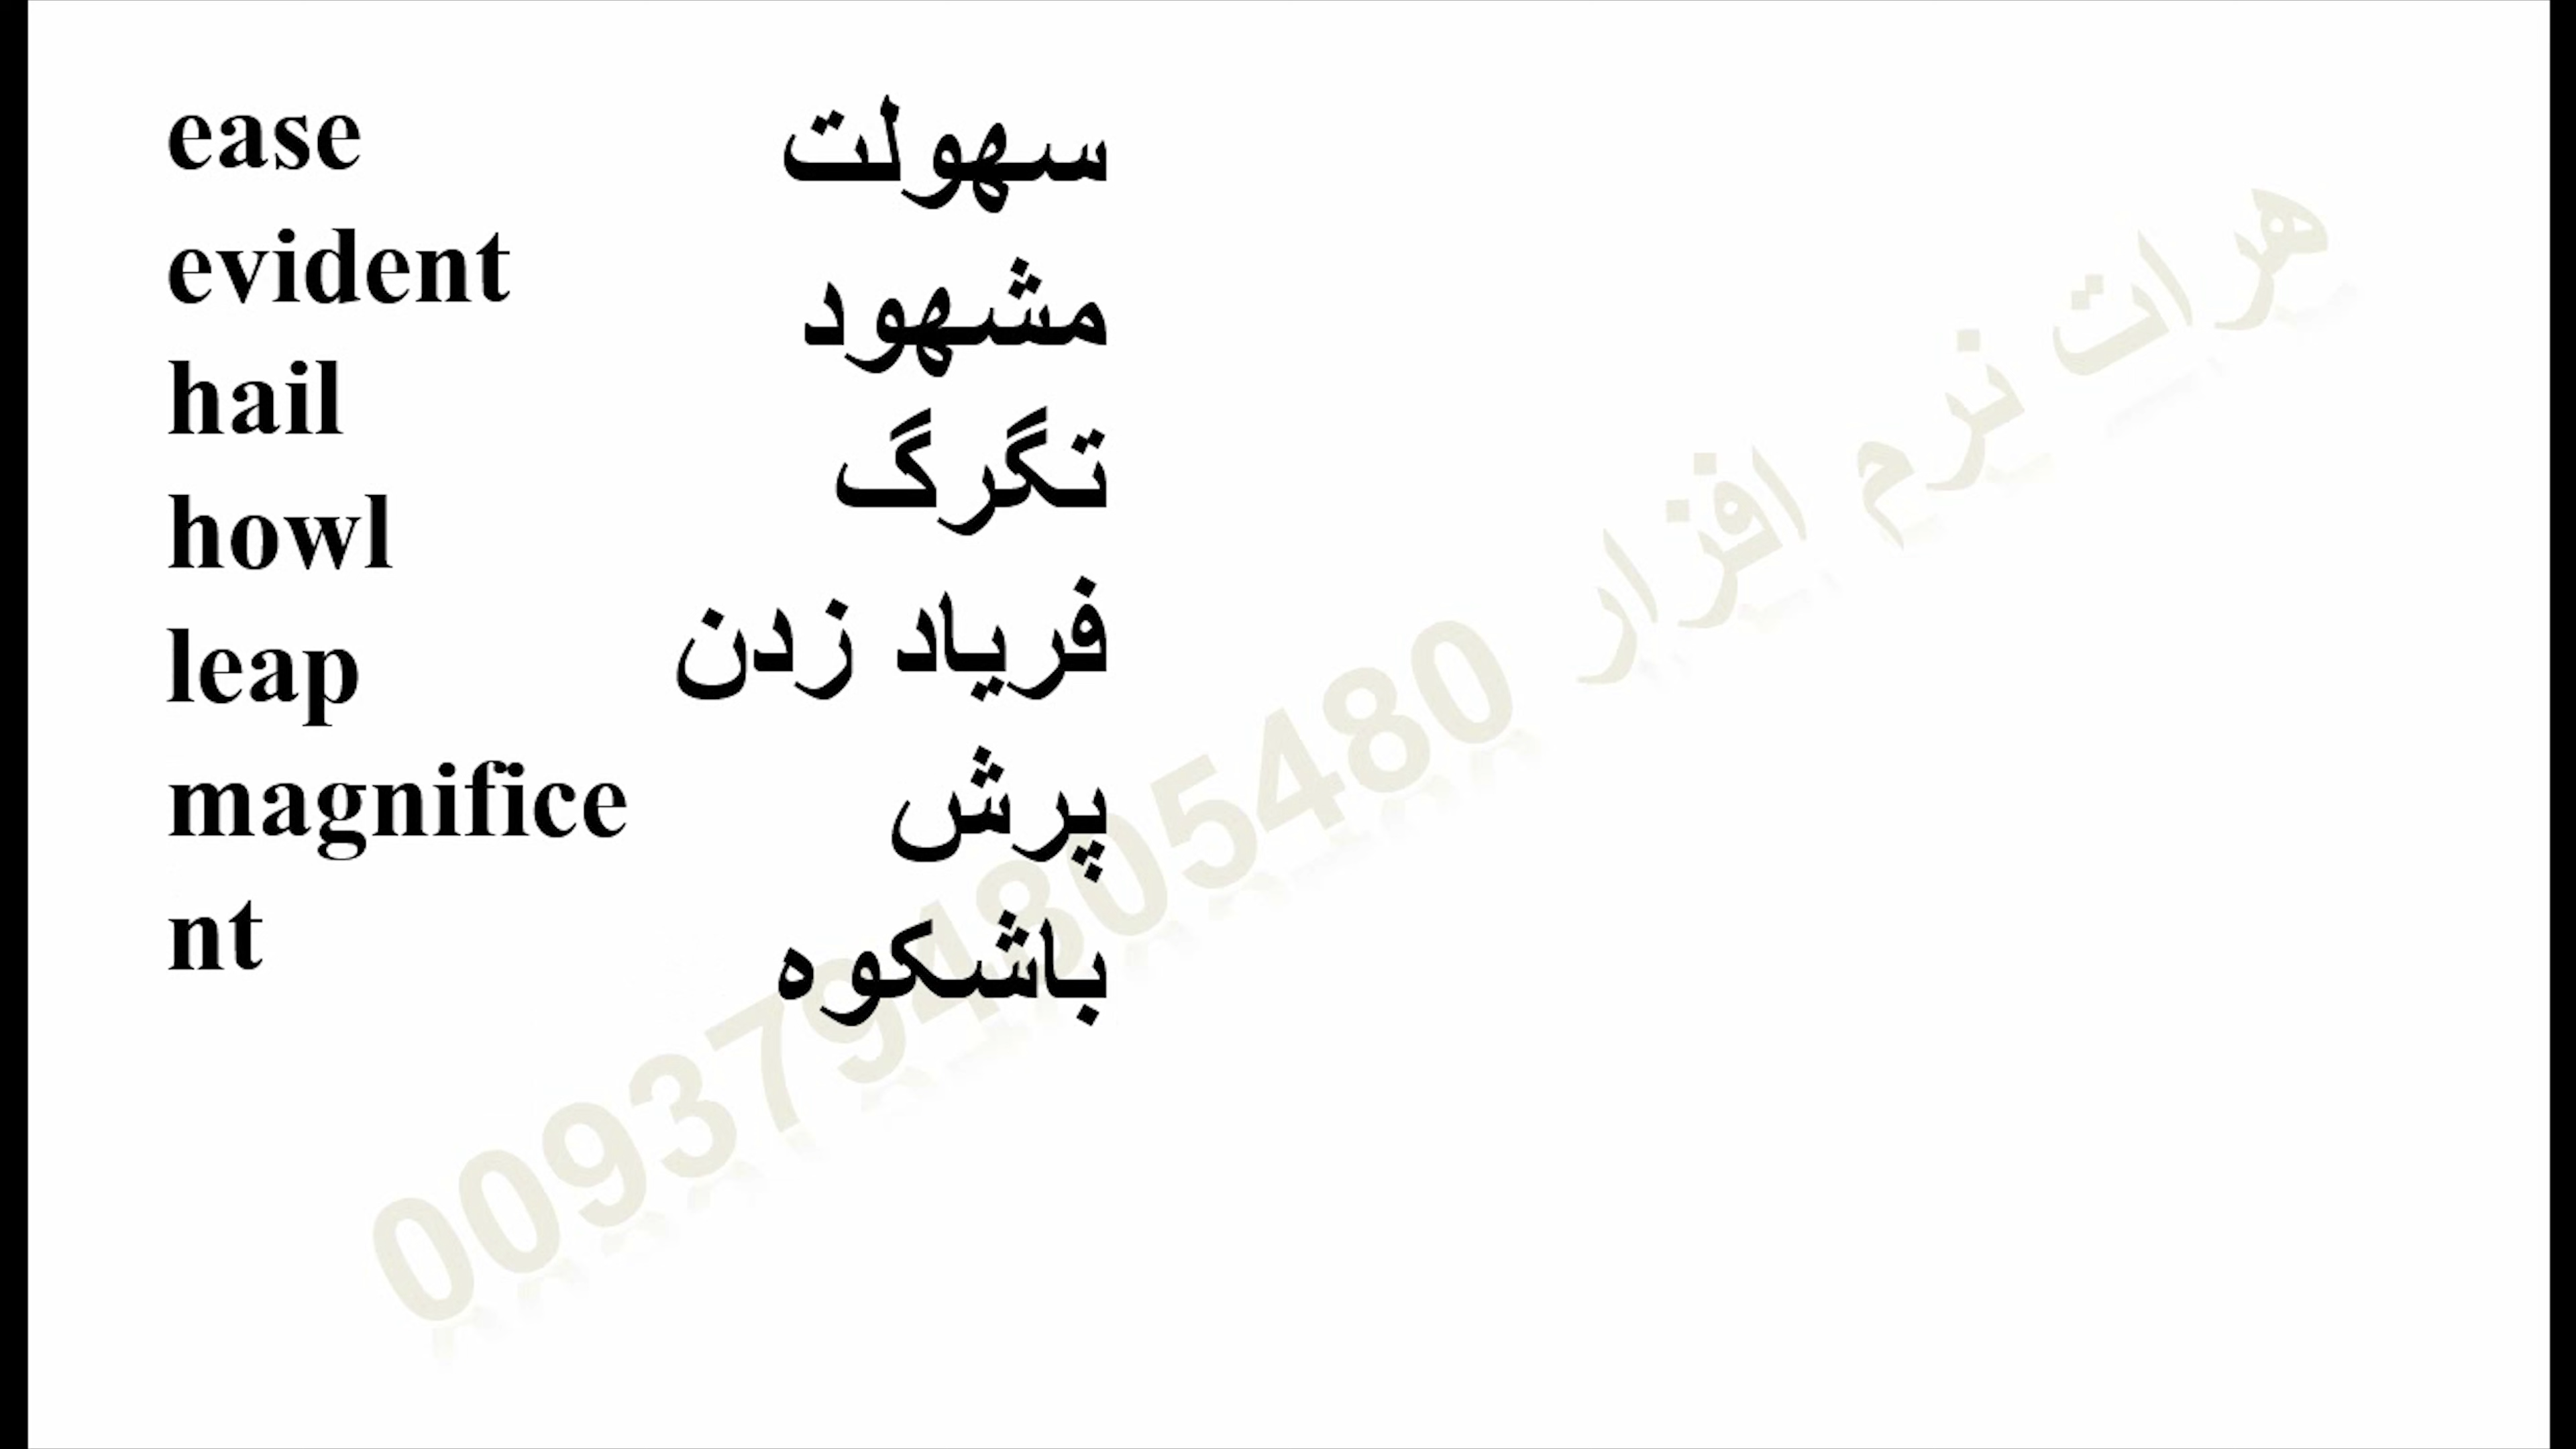 ease
evident
hail
howl
leap
magnifice
nt
سهولت
مشهود
تگرگ
فریاد زدن
پرش
باشکوه
هرات نرم افزار 0093794805480